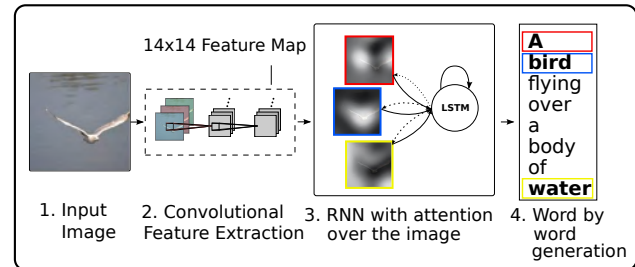 14x14 Feature Map
LSTM
A
bird
flying
over
a
body
of
water
1. Input
Image
2. Convolutional
Feature Extraction
3. RNN with attention
over the image
4. Word by
word
generation